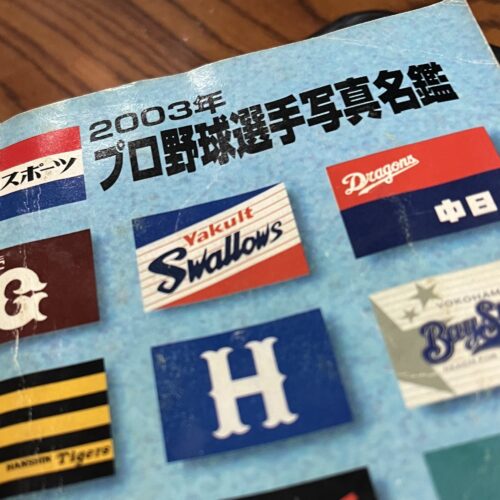 2003年
プロ野球選手写真名鑑
スポーツ
Dragons
中日
Yakult
Swallows
G
YOKOHAMA
H
HANSHIN Tigers